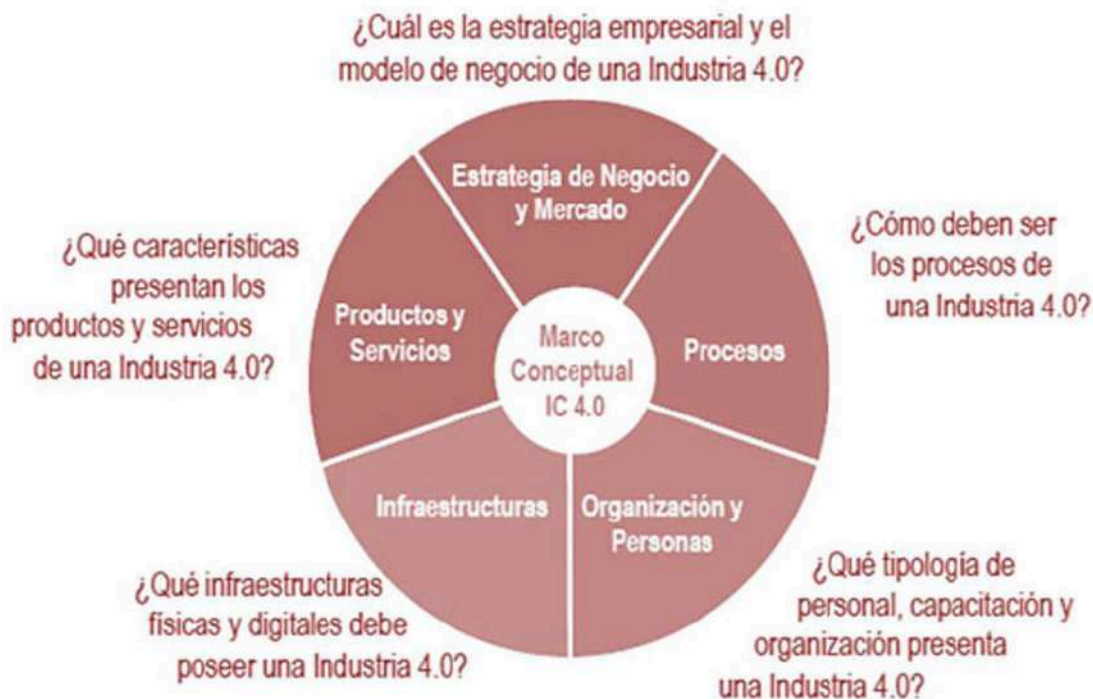 ¿Cuál es la estrategia empresarial y el
modelo de negocio de una Industria 4.0?
Estrategia de Negocio
y Mercado
¿Cómo deben ser
los procesos de
una Industria 4.0?
Procesos
¿Qué características
presentan los
productos y servicios
de una Industria 4.0?
Productos y
Servicios
Marco
Conceptual
IC 4.0
Infraestructuras
Organización y
Personas
¿Qué infraestructuras
físicas y digitales debe
poseer una Industria 4.0?
¿Qué tipología de
personal, capacitación y
organización presenta
una Industria 4.0?